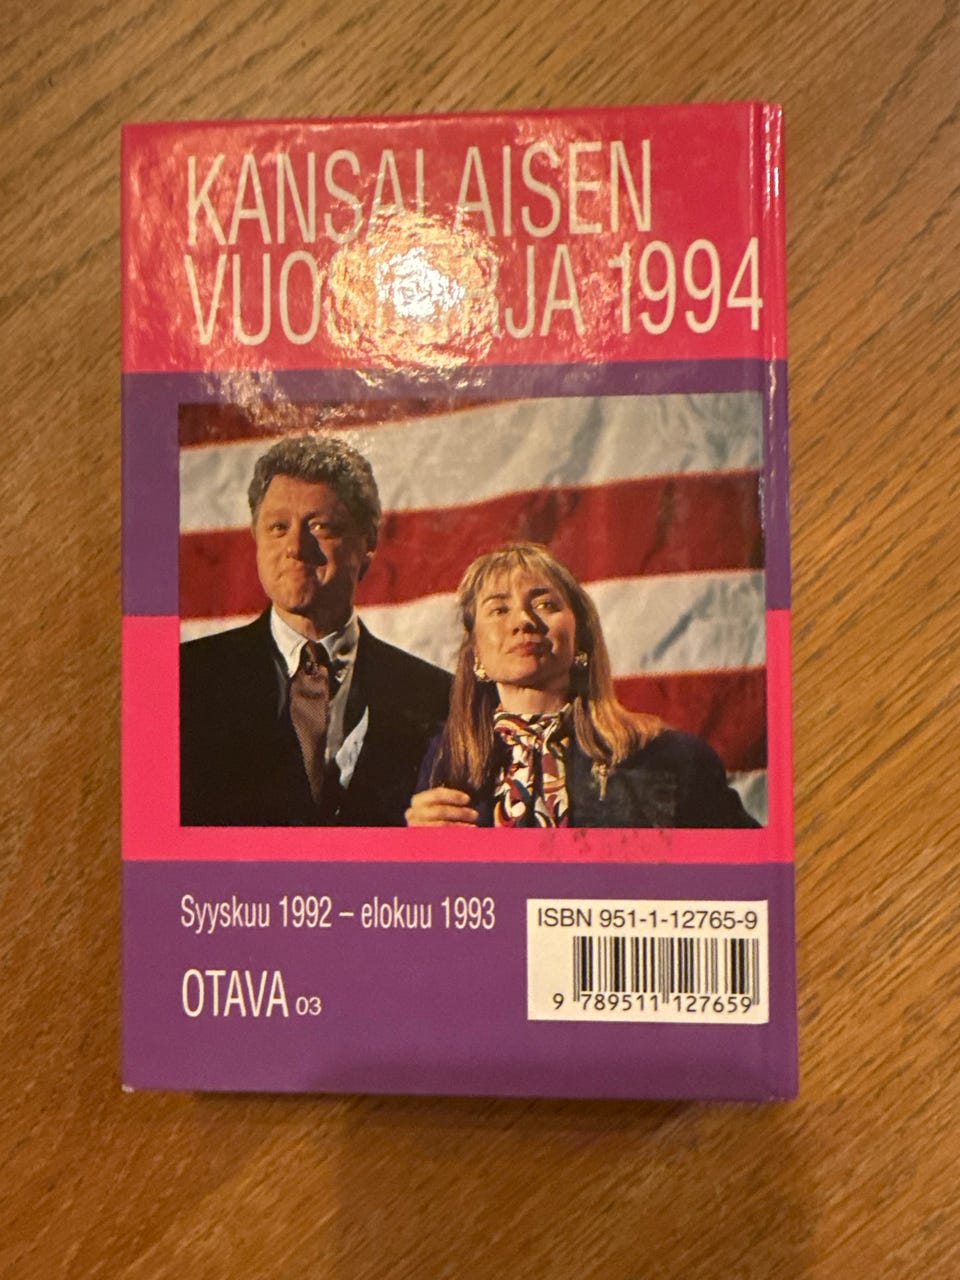 KANSALAISEN
1994
Syyskuu 1992 – elokuu 1993
OTAVA 03
ISBN 951-1-12765-9
9 789511 127659